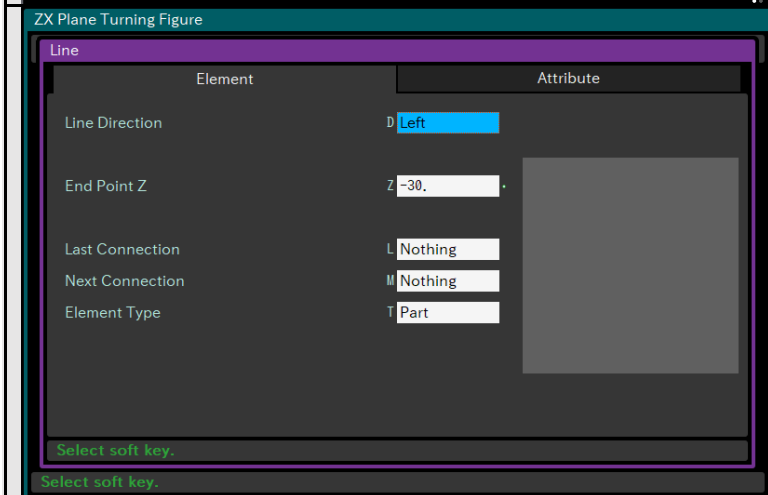 ZX Plane Turning Figure
Line
Element Attribute
Line Direction D Left
End Point Z Z -30.
Last Connection L Nothing
Next Connection M Nothing
Element Type T Part
Select soft key.
Select soft key.